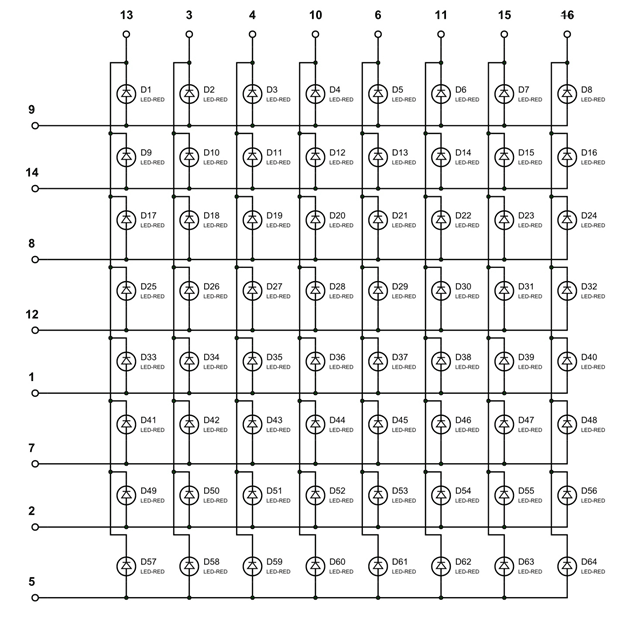 13 3 4 10 6 11 15 16
D1 D2 D3 D4 D5 D6 D7 D8
LED-RED LED-RED LED-RED LED-RED LED-RED LED-RED LED-RED LED-RED
9
D9 D10 D11 D12 D13 D14 D15 D16
LED-RED LED-RED LED-RED LED-RED LED-RED LED-RED LED-RED LED-RED
14
D17 D18 D19 D20 D21 D22 D23 D24
LED-RED LED-RED LED-RED LED-RED LED-RED LED-RED LED-RED LED-RED
8
D25 D26 D27 D28 D29 D30 D31 D32
LED-RED LED-RED LED-RED LED-RED LED-RED LED-RED LED-RED LED-RED
12
D33 D34 D35 D36 D37 D38 D39 D40
LED-RED LED-RED LED-RED LED-RED LED-RED LED-RED LED-RED LED-RED
1
D41 D42 D43 D44 D45 D46 D47 D48
LED-RED LED-RED LED-RED LED-RED LED-RED LED-RED LED-RED LED-RED
7
D49 D50 D51 D52 D53 D54 D55 D56
LED-RED LED-RED LED-RED LED-RED LED-RED LED-RED LED-RED LED-RED
2
D57 D58 D59 D60 D61 D62 D63 D64
LED-RED LED-RED LED-RED LED-RED LED-RED LED-RED LED-RED LED-RED
5